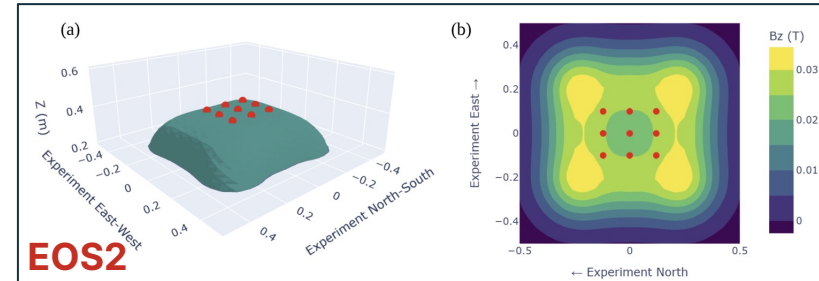 (a)
0.6
0.4
0.2
Z (m)
−0.4
−0.2
0
0.2
0.4
Experiment East-West
−0.4
−0.2
0
0.2
0.4
Experiment North-South
EOS2
(b)
0.4
0.2
0
−0.2
−0.4
Experiment East →
−0.5
0
0.5
← Experiment North
Bz (T)
0.03
0.02
0.01
0